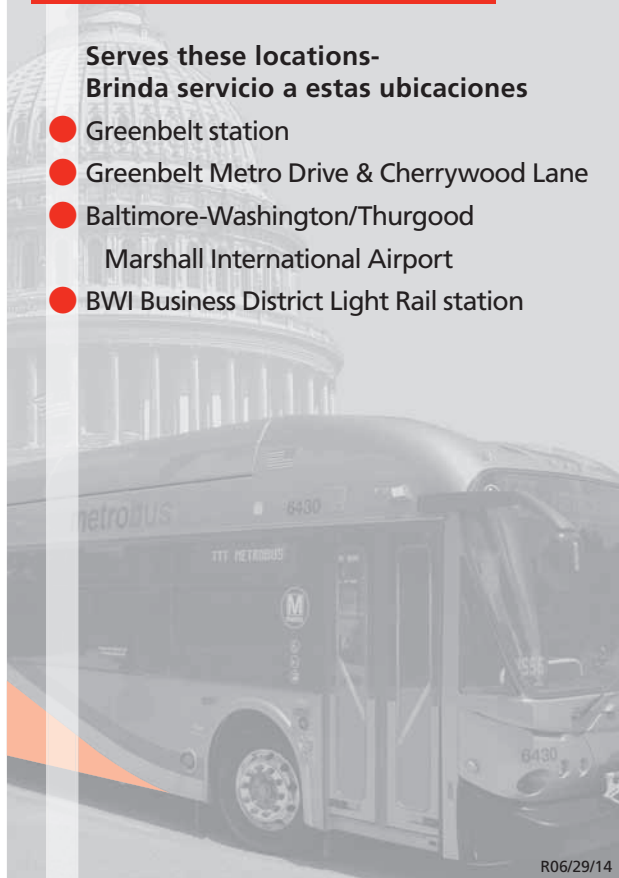 Serves these locations-
Brinda servicio a estas ubicaciones
Greenbelt station
Greenbelt Metro Drive & Cherrywood Lane
Baltimore-Washington/Thurgood
Marshall International Airport
BWI Business District Light Rail station
metrobus
6430
TTT METROBUS
M
6430
R06/29/14